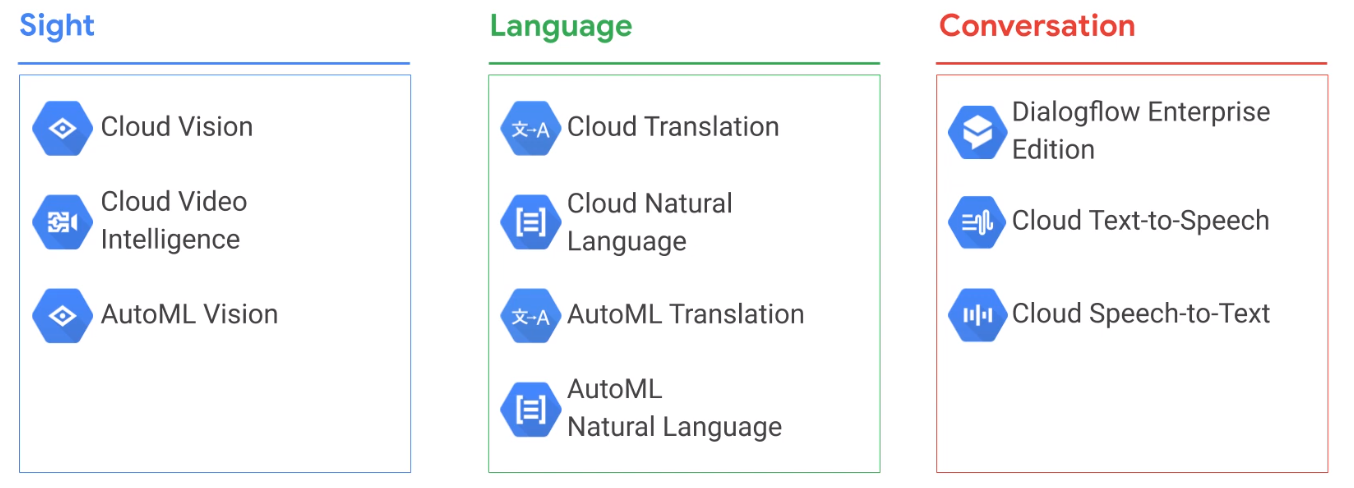 Sight
Cloud Vision
Cloud Video
Intelligence
AutoML Vision
Language
文→A
Cloud Translation
Cloud Natural
Language
文→A
AutoML Translation
AutoML
Natural Language
Conversation
Dialogflow Enterprise
Edition
Cloud Text-to-Speech
Cloud Speech-to-Text